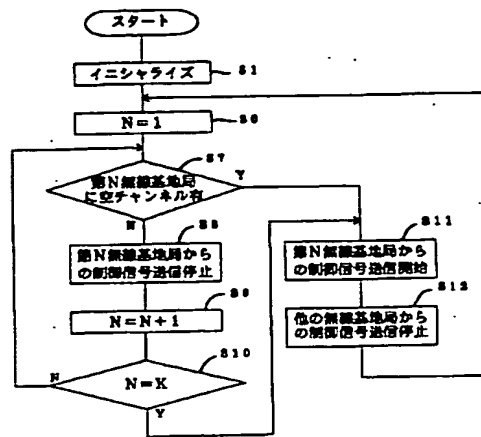 スタート
イニシャライズ
S1
N=1
S6
S7
第N無線基地局
に空チャンネル有
Y
N
S8
第N無線基地局から
の制御信号送信停止
S9
N=N+1
S10
N=K
N
Y
S11
第N無線基地局から
の制御信号送信開始
S12
他の無線基地局から
の制御信号送信停止